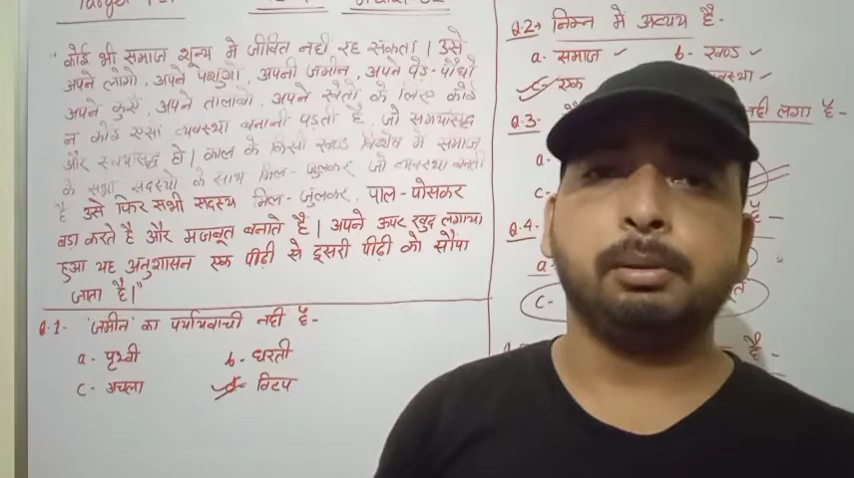 "कोई भी समाज शून्य में जीवित नहीं रह सकता। उसे
अपने लोगों, अपने पशुओं, अपनी जमीन, अपने पेड़-पौधों
अपने कुएं, अपने तालाबों, अपने खेतों के लिए कोई
न कोई ऐसी व्यवस्था बनानी पड़ती है, जो समयसिद्ध
और स्वयंसिद्ध हो। काल के किसी खण्ड विशेष में समाज
के सभी सदस्यों के साथ मिल-जुलकर जो व्यवस्था बनती
है उसे फिर सभी सदस्य मिल-जुलकर, पाल-पोसकर
बडा करते है और मजबूत बनाते है। अपने ऊपर खुद लगाया
हुआ यह अनुशासन एक पीढ़ी से दूसरी पीढ़ी को सौंपा
जाता है।"
Q.1- 'जमीन' का पर्यायवाची नहीं है-
a- पृथ्वी b- धरती
c- अचला d- विटप
Q.2- निम्न में अव्यय है-
a- समाज b- खण्ड
c- एक
Q.3-
नहीं लगा है-
a-
c-
Q.4-
है-
a-
c-
है-